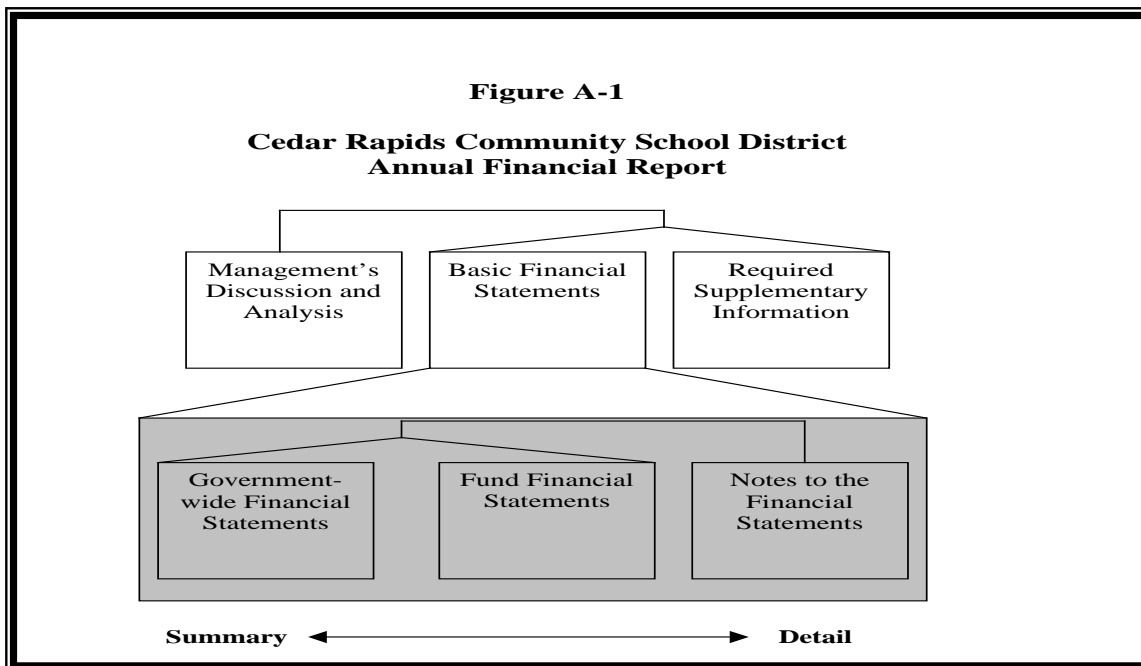 Figure A-1
Cedar Rapids Community School District
Annual Financial Report
Management’s
Discussion and
Analysis
Basic Financial
Statements
Required
Supplementary
Information
Government-
wide Financial
Statements
Fund Financial
Statements
Notes to the
Financial
Statements
Summary
Detail